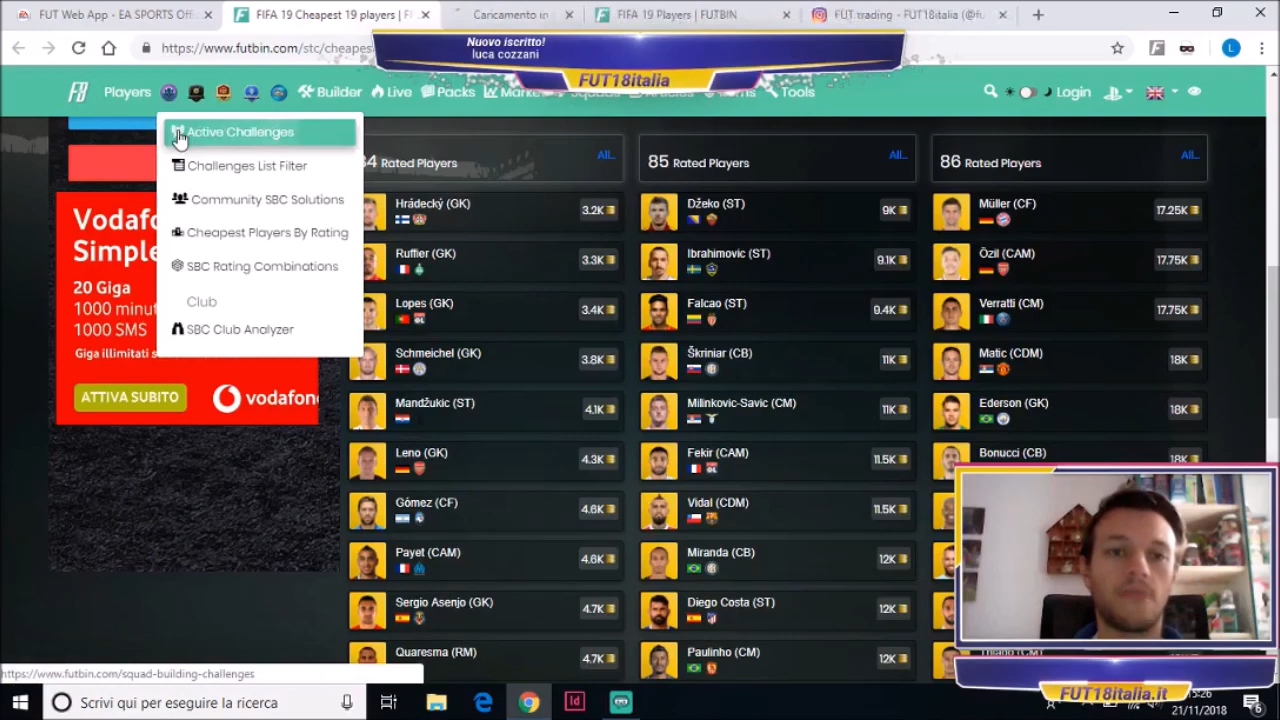 FUT Web App - EA SPORTS Offi
FIFA 19 Cheapest 19 players | F
Caricamento in
FIFA 19 Players | FUTBIN
FUT trading - FUT18italia (@fu
https://www.futbin.com/stc/cheapes
Nuovo iscritto!
luca cozzani
FUT18italia
L
F8
Players
Builder
Live
Packs
Tools
Login
Active Challenges
Challenges List Filter
Community SBC Solutions
Cheapest Players By Rating
SBC Rating Combinations
Club
SBC Club Analyzer
Vodafo
Simple
20 Giga
1000 minut
1000 SMS
Giga illimitati s
ATTIVA SUBITO
vodafon
84 Rated Players
Hrádecký (GK) 3.2K
Ruffier (GK) 3.3K
Lopes (GK) 3.4K
Schmeichel (GK) 3.8K
Mandžukic (ST) 4.1K
Leno (GK) 4.3K
Gómez (CF) 4.6K
Payet (CAM) 4.6K
Sergio Asenjo (GK) 4.7K
Quaresma (RM) 4.7K
All...
85 Rated Players
All...
Džeko (ST) 9K
Ibrahimovic (ST) 9.1K
Falcao (ST) 9.4K
Škriniar (CB) 11K
Milinkovic-Savic (CM) 11K
Fekir (CAM) 11.5K
Vidal (CDM) 11.5K
Miranda (CB) 12K
Diego Costa (ST) 12K
Paulinho (CM) 12K
86 Rated Players
All...
Müller (CF) 17.25K
Özil (CAM) 17.75K
Verratti (CM) 17.75K
Matic (CDM) 18K
Ederson (GK) 18K
Bonucci (CB) 18K
FUT18italia.it
https://www.futbin.com/squad-building-challenges
Scrivi qui per eseguire la ricerca
Id
15:26
21/11/2018
6